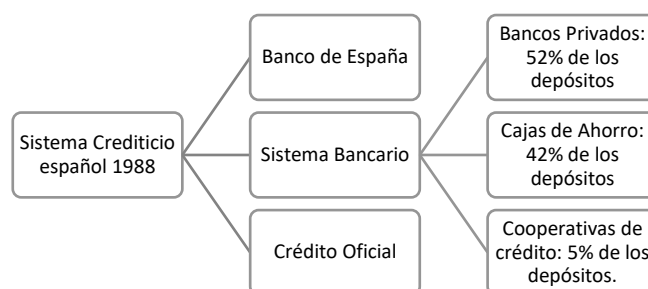 Sistema Crediticio
español 1988
Banco de España
Sistema Bancario
Crédito Oficial
Bancos Privados:
52% de los
depósitos
Cajas de Ahorro:
42% de los
depósitos
Cooperativas de
crédito: 5% de los
depósitos.